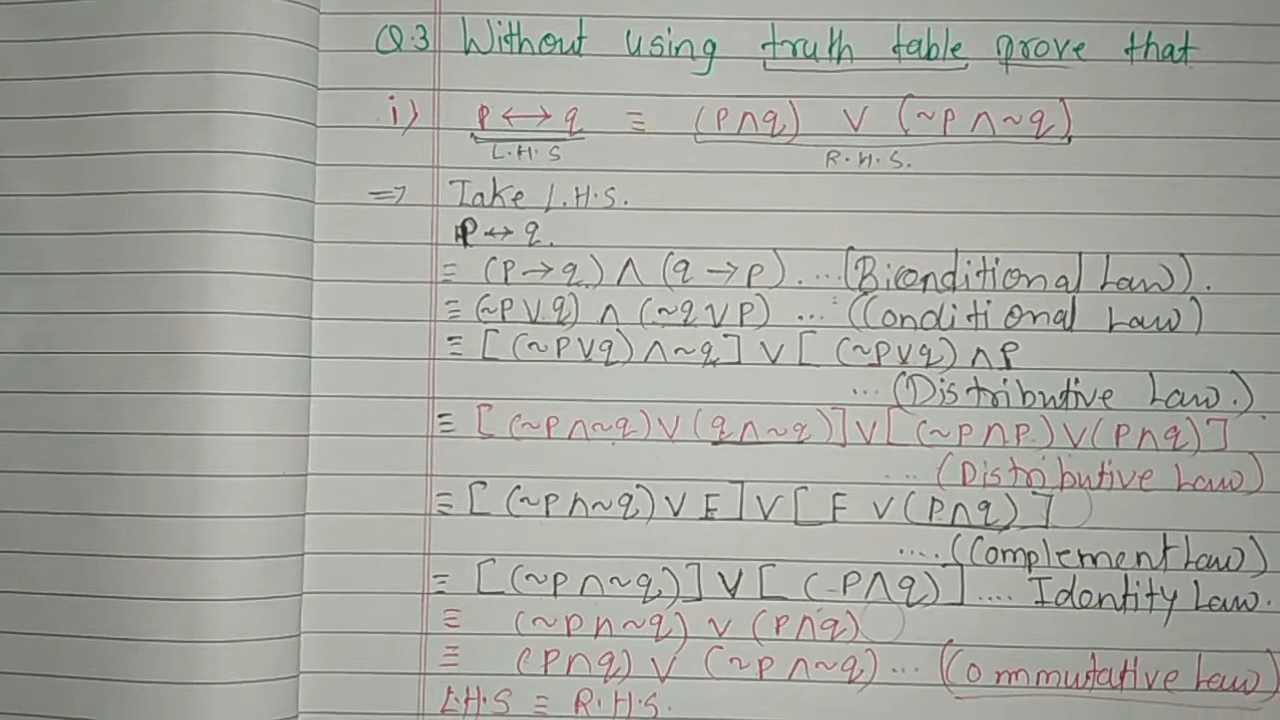 Q.3 Without using truth table prove that
i) p ↔ q ≡ (p∧q) ∨ (~p∧~q)
L.H.S R.H.S.
⇒ Take L.H.S.
p ↔ q.
≡ (p→q) ∧ (q→p) ...(Biconditional Law).
≡ (~p∨q) ∧ (~q∨p) ... (Conditional Law)
≡ [(~p∨q)∧~q] ∨ [(~p∨q)∧p
...(Distributive Law.)
≡ [(~p∧~q)∨(q∧~q)]∨[(~p∧p)∨(p∧q)]
... (Distributive Law)
≡ [(~p∧~q)∨F]∨[F∨(p∧q)]
....(Complement Law)
≡ [(~p∧~q)]∨[(p∧q)].... Identity Law.
≡ (~p∧~q)∨(p∧q)
≡ (p∧q)∨(~p∧~q)... (Commutative Law)
L.H.S ≡ R.H.S.